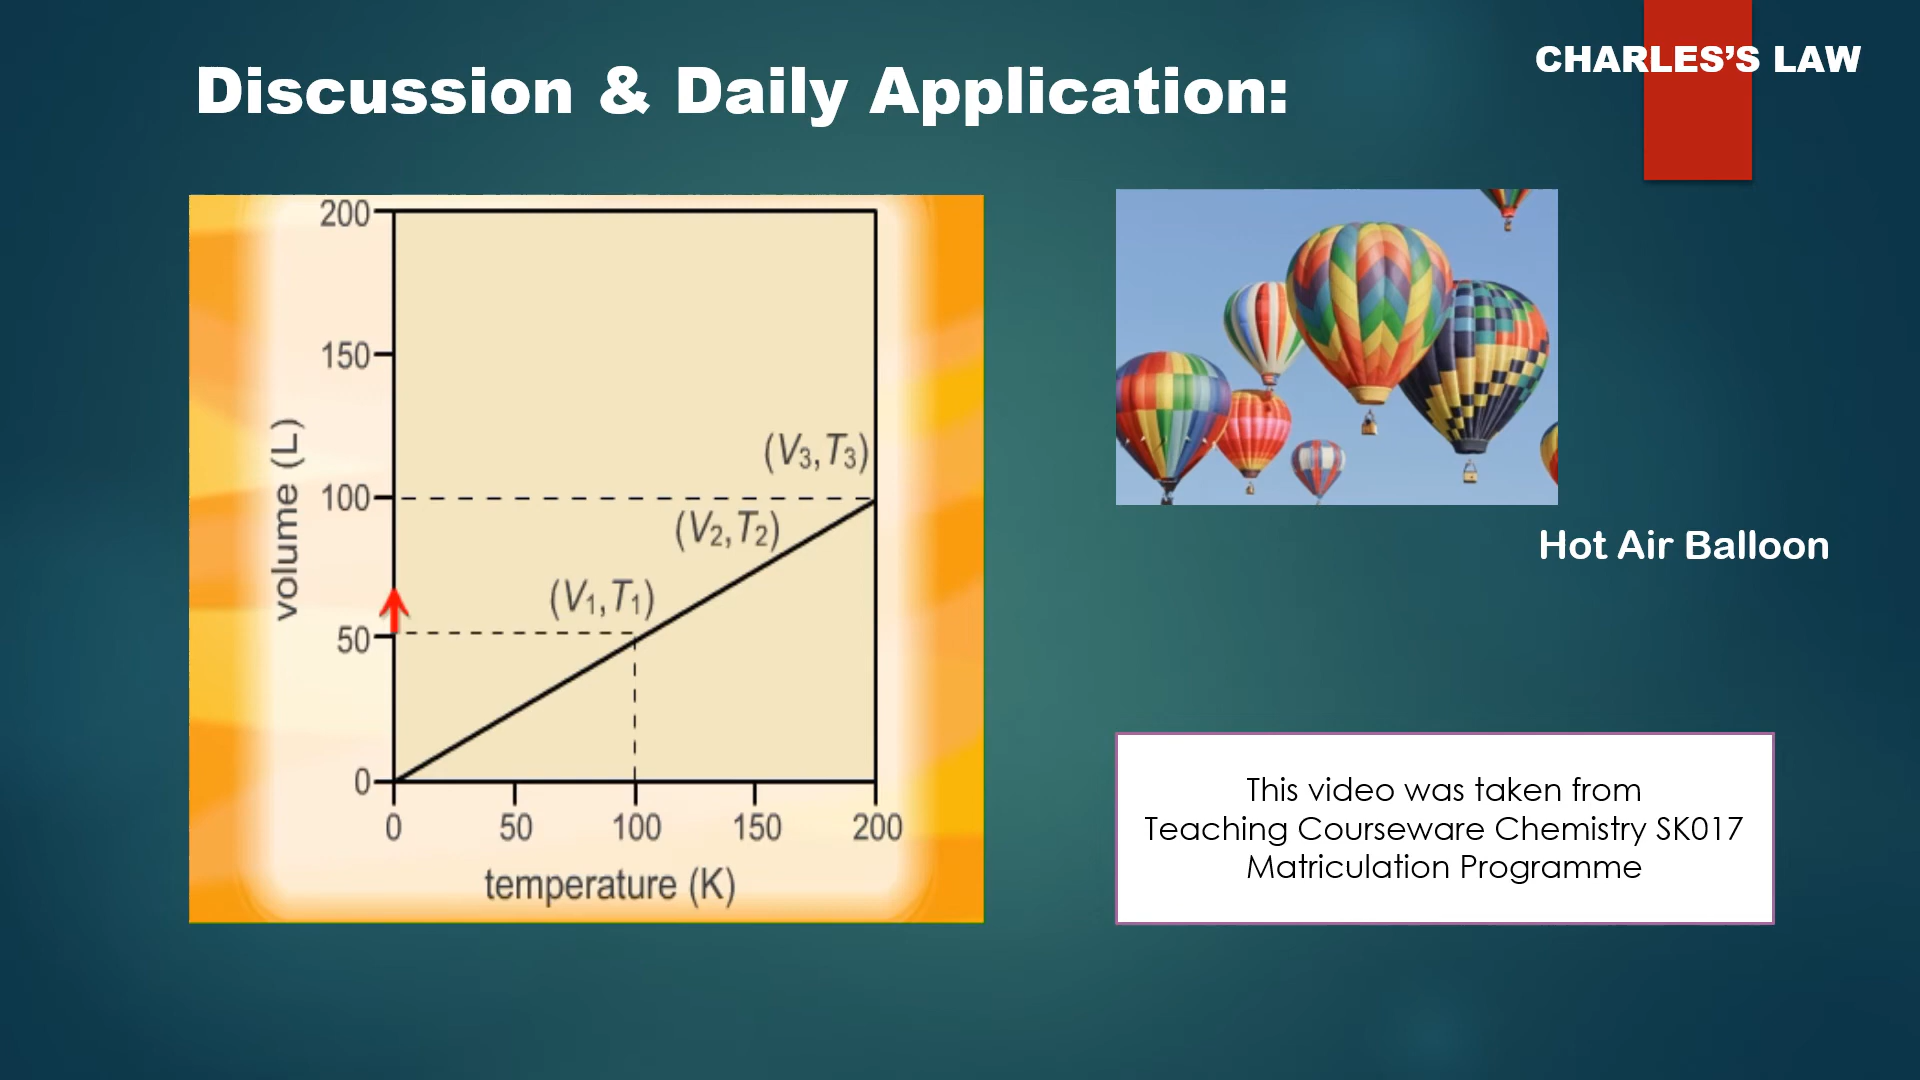 CHARLES’S LAW
Discussion & Daily Application:
200
150
100
50
0
volume (L)
(V3,T3)
(V2,T2)
(V1,T1)
0 50 100 150 200
temperature (K)
Hot Air Balloon
This video was taken from
Teaching Courseware Chemistry SK017
Matriculation Programme